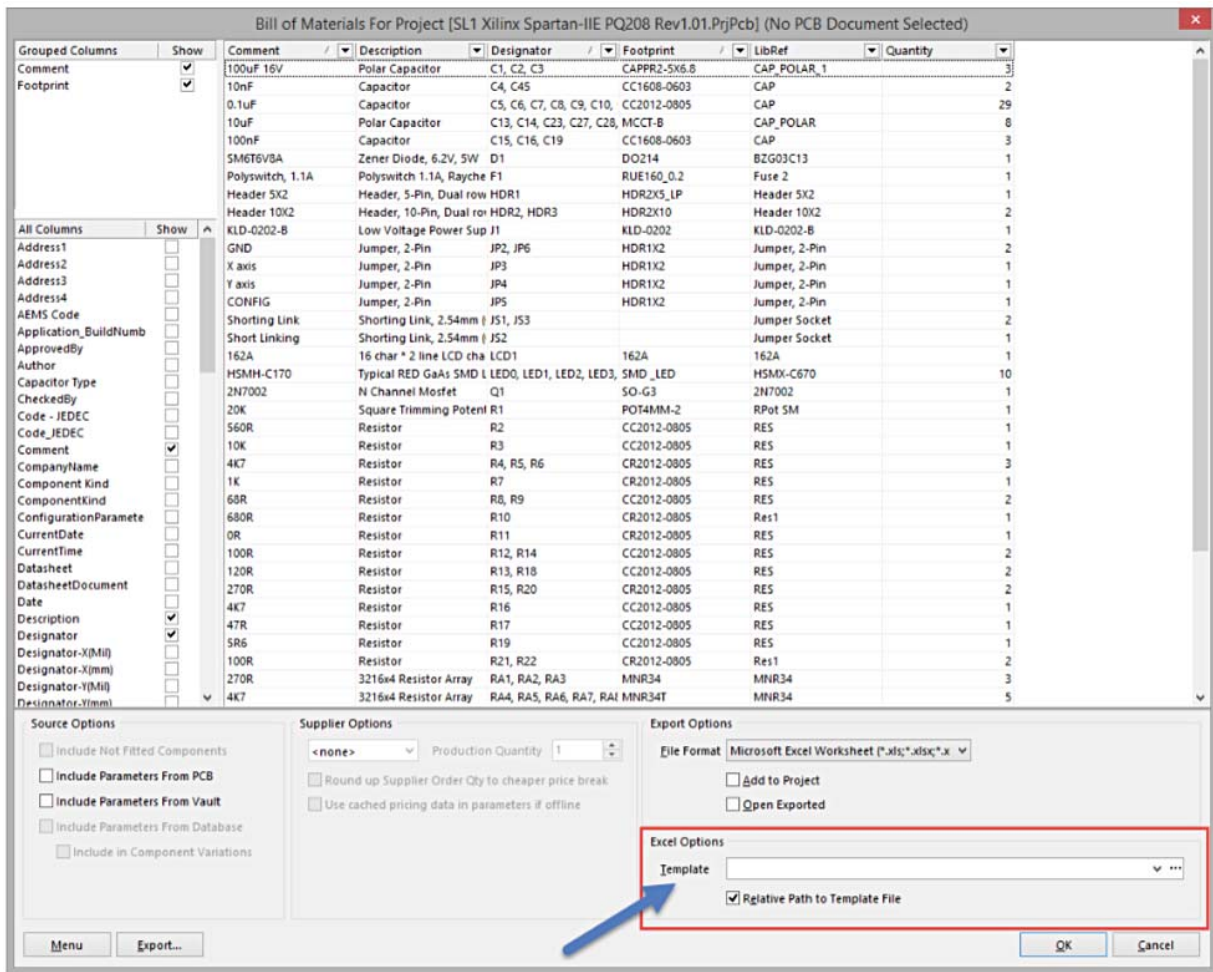 Bill of Materials For Project [SL1 Xilinx Spartan-IIE PQ208 Rev1.01.PrjPcb] (No PCB Document Selected)
Grouped Columns Show
Comment
Footprint
All Columns Show
Address1
Address2
Address3
Address4
AEMS Code
Application_BuildNumb
ApprovedBy
Author
Capacitor Type
CheckedBy
Code - JEDEC
Code_JEDEC
Comment
CompanyName
Component Kind
ComponentKind
ConfigurationParamete
CurrentDate
CurrentTime
Datasheet
DatasheetDocument
Date
Description
Designator
Designator-X(Mil)
Designator-X(mm)
Designator-Y(Mil)
Designator-Y(mm)
Comment Description Designator Footprint LibRef Quantity
100uF 16V Polar Capacitor C1, C2, C3 CAPPR2-5X6.8 CAP_POLAR_1 3
10nF Capacitor C4, C45 CC1608-0603 CAP 2
0.1uF Capacitor C5, C6, C7, C8, C9, C10, CC2012-0805 CAP 29
10uF Polar Capacitor C13, C14, C23, C27, C28, MCCT-B CAP_POLAR 8
100nF Capacitor C15, C16, C19 CC1608-0603 CAP 3
SM6T6V8A Zener Diode, 6.2V, 5W D1 DO214 BZG03C13 1
Polyswitch, 1.1A Polyswitch 1.1A, Rayche F1 RUE160_0.2 Fuse 2 1
Header 5X2 Header, 5-Pin, Dual row HDR1 HDR2X5_LP Header 5X2 1
Header 10X2 Header, 10-Pin, Dual ro HDR2, HDR3 HDR2X10 Header 10X2 2
KLD-0202-B Low Voltage Power Sup J1 KLD-0202 KLD-0202-B 1
GND Jumper, 2-Pin JP2, JP6 HDR1X2 Jumper, 2-Pin 2
X axis Jumper, 2-Pin JP3 HDR1X2 Jumper, 2-Pin 1
Y axis Jumper, 2-Pin JP4 HDR1X2 Jumper, 2-Pin 1
CONFIG Jumper, 2-Pin JP5 HDR1X2 Jumper, 2-Pin 1
Shorting Link Shorting Link, 2.54mm ( JS1, JS3 Jumper Socket 2
Short Linking Shorting Link, 2.54mm ( JS2 Jumper Socket 1
162A 16 char * 2 line LCD cha LCD1 162A 162A 1
HSMH-C170 Typical RED GaAs SMD L LED0, LED1, LED2, LED3, SMD _LED HSMX-C670 10
2N7002 N Channel Mosfet Q1 SO-G3 2N7002 1
20K Square Trimming Potent R1 POT4MM-2 RPot SM 1
560R Resistor R2 CC2012-0805 RES 1
10K Resistor R3 CC2012-0805 RES 1
4K7 Resistor R4, R5, R6 CR2012-0805 RES 3
1K Resistor R7 CR2012-0805 RES 1
68R Resistor R8, R9 CC2012-0805 RES 2
680R Resistor R10 CR2012-0805 Res1 1
0R Resistor R11 CR2012-0805 RES 1
100R Resistor R12, R14 CC2012-0805 RES 2
120R Resistor R13, R18 CC2012-0805 RES 2
270R Resistor R15, R20 CR2012-0805 RES 2
4K7 Resistor R16 CC2012-0805 RES 1
47R Resistor R17 CC2012-0805 RES 1
5R6 Resistor R19 CC2012-0805 RES 1
100R Resistor R21, R22 CR2012-0805 Res1 2
270R 3216x4 Resistor Array RA1, RA2, RA3 MNR34 MNR34 3
4K7 3216x4 Resistor Array RA4, RA5, RA6, RA7, RA8 MNR34T MNR34 5
Source Options
Include Not Fitted Components
Include Parameters From PCB
Include Parameters From Vault
Include Parameters From Database
Include in Component Variations
Supplier Options
<none> Production Quantity 1
Round up Supplier Order Qty to cheaper price break
Use cached pricing data in parameters if offline
Export Options
File Format Microsoft Excel Worksheet (*.xls;*.xlsx;*.x
Add to Project
Open Exported
Excel Options
Template
Relative Path to Template File
Menu Export... OK Cancel